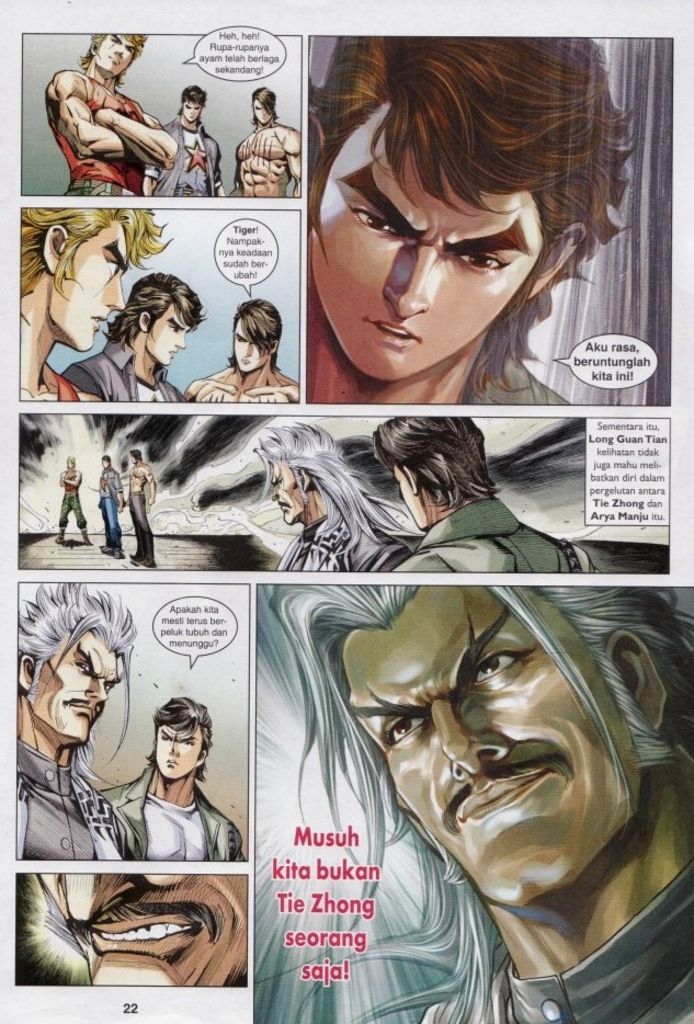 Heh, heh!
Rupa-rupanya
ayam telah berlaga
sekandang!
Tiger!
Nampak-
nya keadaan
sudah ber-
ubah!
Aku rasa,
beruntunglah
kita ini!
Sementara itu,
Long Guan Tian
kelihatan tidak
juga mahu meli-
batkan diri dalam
pergelutan antara
Tie Zhong dan
Arya Manju itu.
Apakah kita
mesti terus ber-
peluk tubuh dan
menunggu?
Musuh
kita bukan
Tie Zhong
seorang
saja!
22